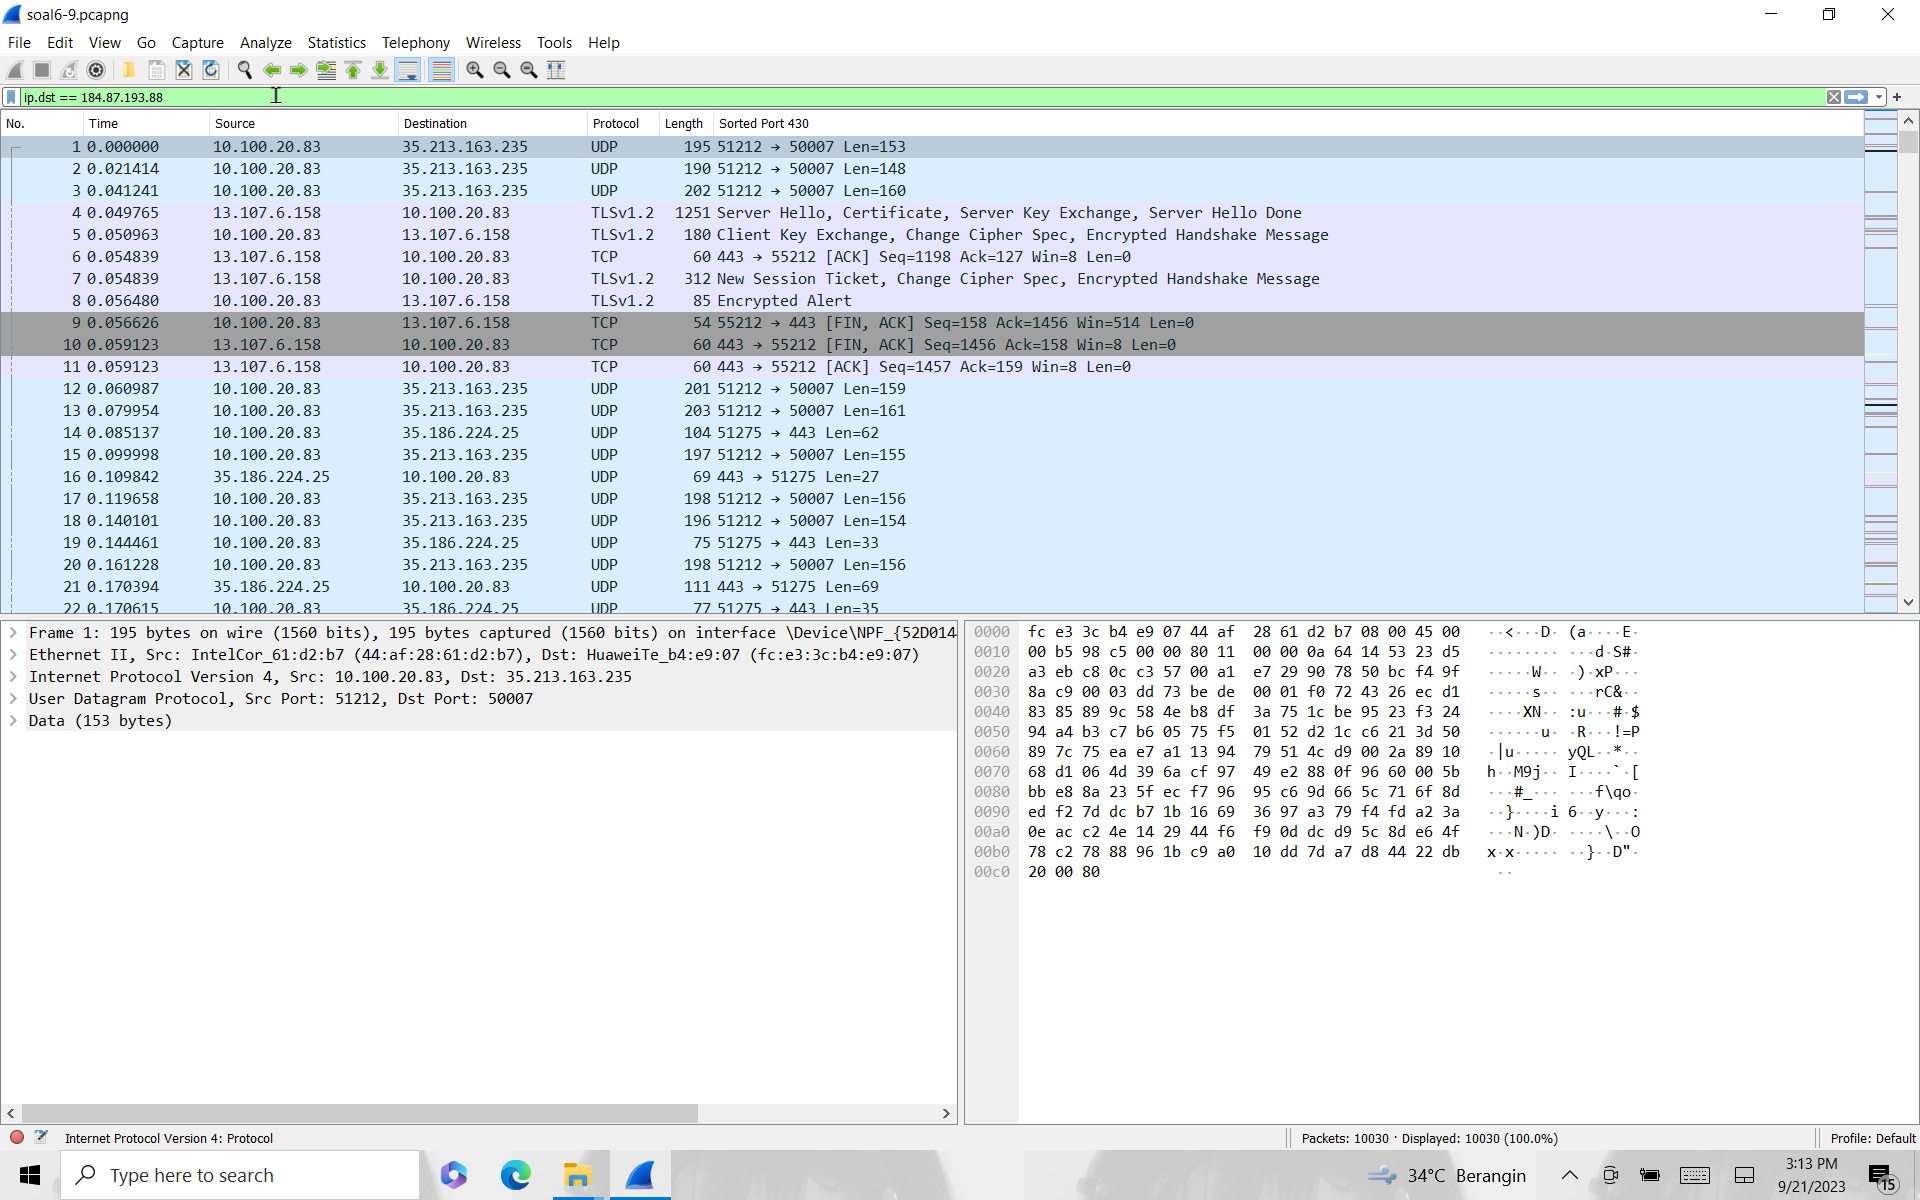 soal6-9.pcapng
File Edit View Go Capture Analyze Statistics Telephony Wireless Tools Help
ip.dst == 184.87.193.88
No. Time Source Destination Protocol Length Sorted Port 430
1 0.000000 10.100.20.83 35.213.163.235 UDP 195 51212 → 50007 Len=153
2 0.021414 10.100.20.83 35.213.163.235 UDP 190 51212 → 50007 Len=148
3 0.041241 10.100.20.83 35.213.163.235 UDP 202 51212 → 50007 Len=160
4 0.049765 13.107.6.158 10.100.20.83 TLSv1.2 1251 Server Hello, Certificate, Server Key Exchange, Server Hello Done
5 0.050963 10.100.20.83 13.107.6.158 TLSv1.2 180 Client Key Exchange, Change Cipher Spec, Encrypted Handshake Message
6 0.054839 13.107.6.158 10.100.20.83 TCP 60 443 → 55212 [ACK] Seq=1198 Ack=127 Win=8 Len=0
7 0.054839 13.107.6.158 10.100.20.83 TLSv1.2 312 New Session Ticket, Change Cipher Spec, Encrypted Handshake Message
8 0.056480 10.100.20.83 13.107.6.158 TLSv1.2 85 Encrypted Alert
9 0.056626 10.100.20.83 13.107.6.158 TCP 54 55212 → 443 [FIN, ACK] Seq=158 Ack=1456 Win=514 Len=0
10 0.059123 13.107.6.158 10.100.20.83 TCP 60 443 → 55212 [FIN, ACK] Seq=1456 Ack=158 Win=8 Len=0
11 0.059123 13.107.6.158 10.100.20.83 TCP 60 443 → 55212 [ACK] Seq=1457 Ack=159 Win=8 Len=0
12 0.060987 10.100.20.83 35.213.163.235 UDP 201 51212 → 50007 Len=159
13 0.079954 10.100.20.83 35.213.163.235 UDP 203 51212 → 50007 Len=161
14 0.085137 10.100.20.83 35.186.224.25 UDP 104 51275 → 443 Len=62
15 0.099998 10.100.20.83 35.213.163.235 UDP 197 51212 → 50007 Len=155
16 0.109842 35.186.224.25 10.100.20.83 UDP 69 443 → 51275 Len=27
17 0.119658 10.100.20.83 35.213.163.235 UDP 198 51212 → 50007 Len=156
18 0.140101 10.100.20.83 35.213.163.235 UDP 196 51212 → 50007 Len=154
19 0.144461 10.100.20.83 35.186.224.25 UDP 75 51275 → 443 Len=33
20 0.161228 10.100.20.83 35.213.163.235 UDP 198 51212 → 50007 Len=156
21 0.170394 35.186.224.25 10.100.20.83 UDP 111 443 → 51275 Len=69
22 0.170615 10.100.20.83 35.186.224.25 UDP 77 51275 → 443 Len=35
Frame 1: 195 bytes on wire (1560 bits), 195 bytes captured (1560 bits) on interface \Device\NPF_{52D014
Ethernet II, Src: IntelCor_61:d2:b7 (44:af:28:61:d2:b7), Dst: HuaweiTe_b4:e9:07 (fc:e3:3c:b4:e9:07)
Internet Protocol Version 4, Src: 10.100.20.83, Dst: 35.213.163.235
User Datagram Protocol, Src Port: 51212, Dst Port: 50007
Data (153 bytes)
0000 fc e3 3c b4 e9 07 44 af 28 61 d2 b7 08 00 45 00 ··<···D· (a····E·
0010 00 b5 98 c5 00 00 80 11 00 00 0a 64 14 53 23 d5 ········ ···d·S#·
0020 a3 eb c8 0c c3 57 00 a1 e7 29 90 78 50 bc f4 9f ·····W·· ·)·xP···
0030 8a c9 00 03 dd 73 be de 00 01 f0 72 43 26 ec d1 ·····s·· ···rC&··
0040 83 85 89 9c 58 4e b8 df 3a 75 1c be 95 23 f3 24 ····XN·· :u···#·$
0050 94 a4 b3 c7 b6 05 75 f5 01 52 d2 1c c6 21 3d 50 ······u· ·R···!=P
0060 89 7c 75 ea e7 a1 13 94 79 51 4c d9 00 2a 89 10 ·|u····· yQL··*··
0070 68 d1 06 4d 39 6a cf 97 49 e2 88 0f 96 60 00 5b h··M9j·· I····`·[
0080 bb e8 8a 23 5f ec f7 96 95 c6 9d 66 5c 71 6f 8d ···#_··· ···f\qo·
0090 ed f2 7d dc b7 1b 16 69 36 97 a3 79 f4 fd a2 3a ··}····i 6··y···:
00a0 0e ac c2 4e 14 29 44 f6 f9 0d dc d9 5c 8d e6 4f ···N·)D· ····\··O
00b0 78 c2 78 88 96 1b c9 a0 10 dd 7d a7 d8 44 22 db x·x····· ··}··D"·
00c0 20 00 80 ··
Internet Protocol Version 4: Protocol
Packets: 10030 · Displayed: 10030 (100.0%)
Profile: Default
Type here to search
34°C Berangin
3:13 PM
9/21/2023
15